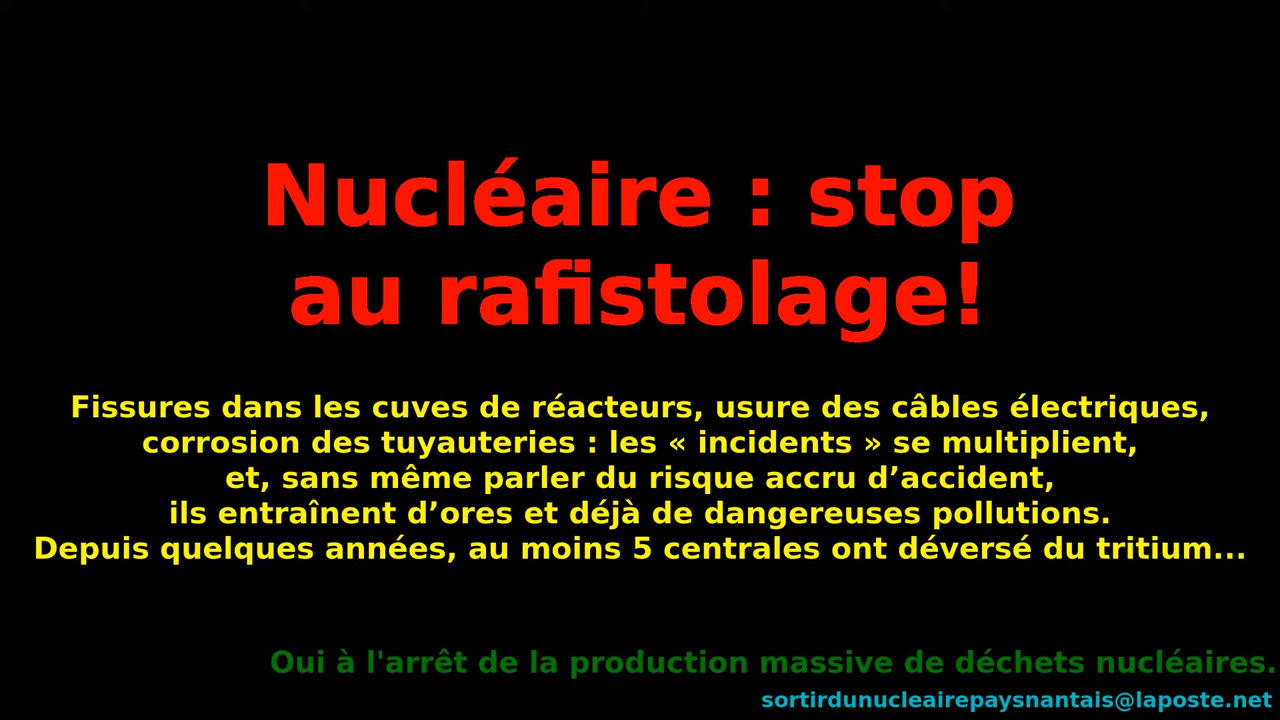 Nucléaire : stop
au rafistolage!
Fissures dans les cuves de réacteurs, usure des câbles électriques,
corrosion des tuyauteries : les « incidents » se multiplient,
et, sans même parler du risque accru d’accident,
ils entraînent d’ores et déjà de dangereuses pollutions.
Depuis quelques années, au moins 5 centrales ont déversé du tritium...
Oui à l'arrêt de la production massive de déchets nucléaires.
sortirdunucleairepaysnantais@laposte.net